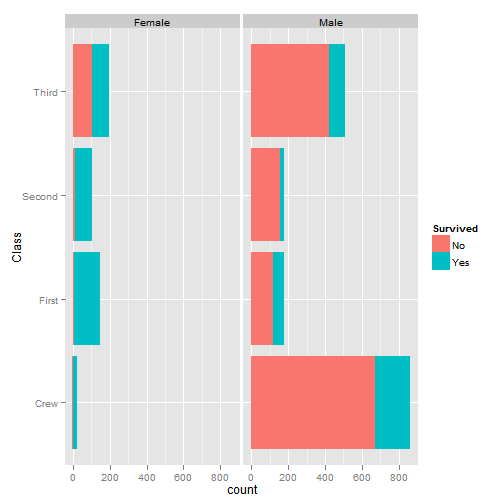 Female Male
Third
Second
First
Crew
Class
0 200 400 600 800 0 200 400 600 800
count
Survived
No
Yes